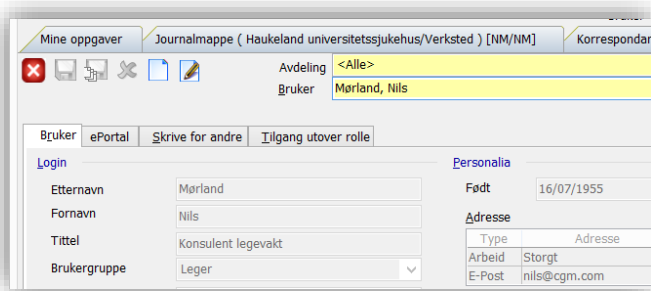 Mine oppgaver
Journalmappe ( Haukeland universitetssjukehus/Verksted ) [NM/NM]
Avdeling
<Alle>
Bruker
Mørland, Nils
Bruker
ePortal
Skrive for andre
Tilgang utover rolle
Login
Etternavn
Mørland
Fornavn
Nils
Tittel
Konsulent legevakt
Brukergruppe
Leger
Personalia
Født
16/07/1955
Adresse
Type
Adresse
Arbeid
Storgt
E-Post
nils@cgm.com